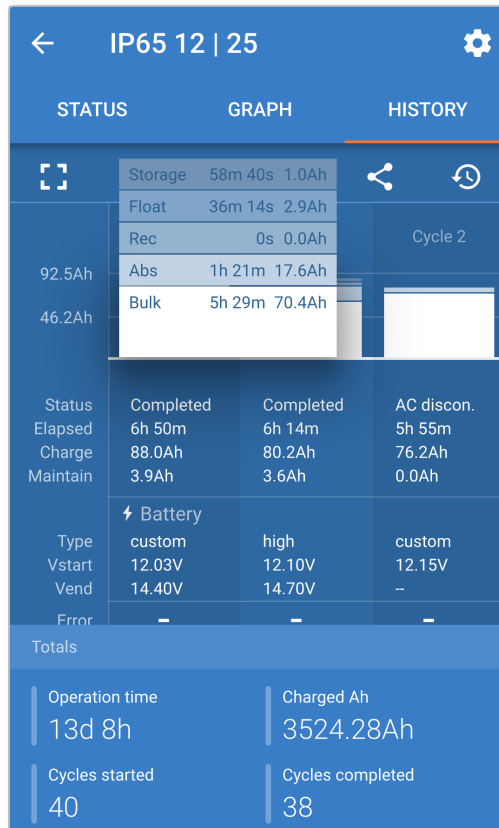 IP65 12 | 25
STATUS GRAPH HISTORY
Storage 58m 40s 1.0Ah
Float 36m 14s 2.9Ah
Rec 0s 0.0Ah
Abs 1h 21m 17.6Ah
Bulk 5h 29m 70.4Ah
Cycle 2
92.5Ah
46.2Ah
Status Completed Completed AC discon.
Elapsed 6h 50m 6h 14m 5h 55m
Charge 88.0Ah 80.2Ah 76.2Ah
Maintain 3.9Ah 3.6Ah 0.0Ah
Battery
Type custom high custom
Vstart 12.03V 12.10V 12.15V
Vend 14.40V 14.70V --
Error - - -
Totals
Operation time Charged Ah
13d 8h 3524.28Ah
Cycles started Cycles completed
40 38